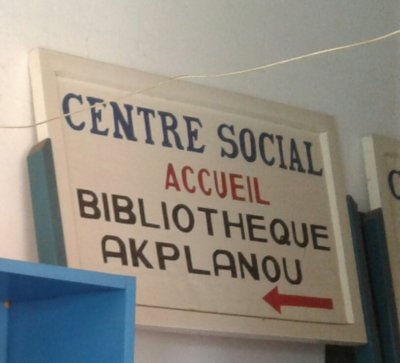 CENTRE SOCIAL
ACCUEIL
BIBLIOTHEQUE
AKPLANOU